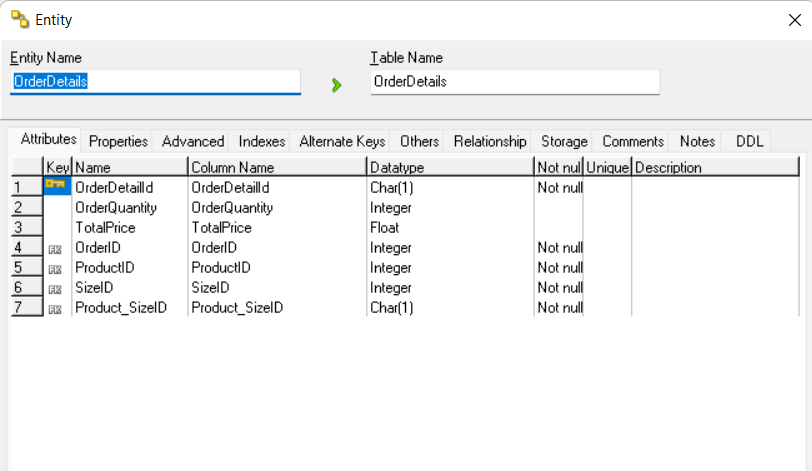 Entity
Entity Name Table Name
OrderDetails OrderDetails
Attributes Properties Advanced Indexes Alternate Keys Others Relationship Storage Comments Notes DDL
Key Name Column Name Datatype Not nul Unique Description
1 OrderDetailId OrderDetailId Char(1) Not null
2 OrderQuantity OrderQuantity Integer
3 TotalPrice TotalPrice Float
4 FK OrderID OrderID Integer Not null
5 FK ProductID ProductID Integer Not null
6 FK SizeID SizeID Integer Not null
7 FK Product_SizeID Product_SizeID Char(1) Not null